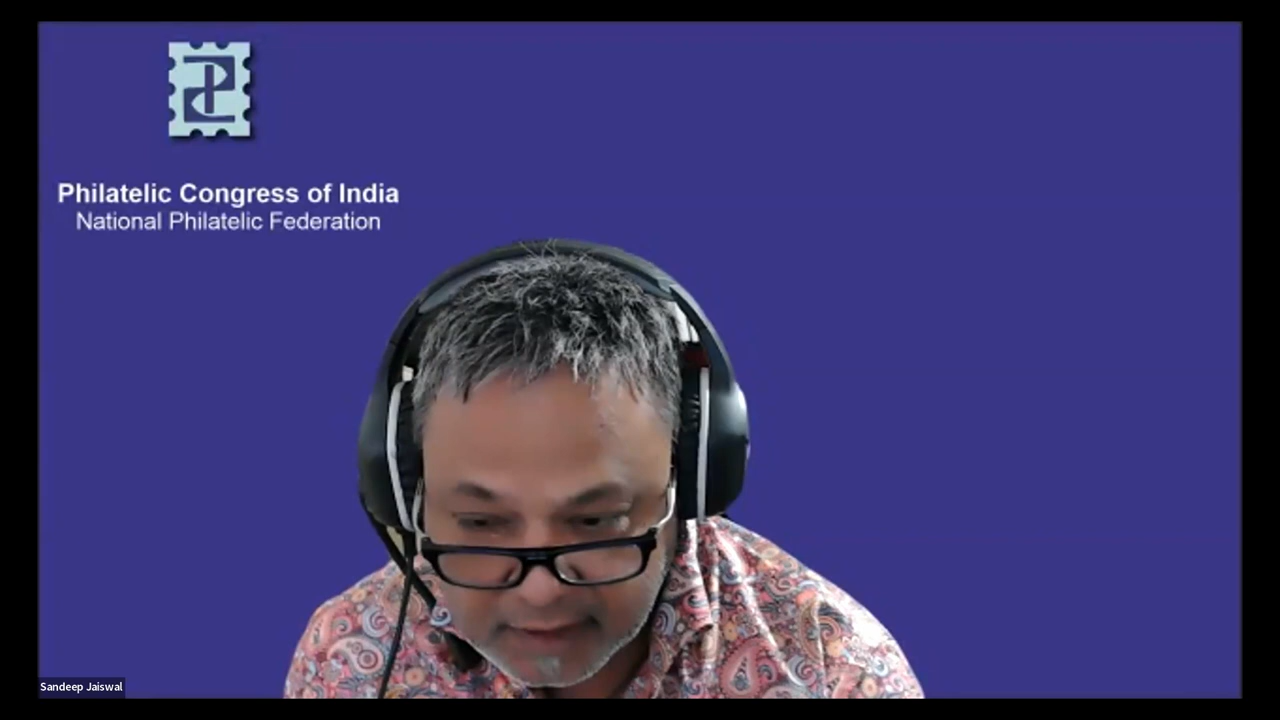 Philatelic Congress of India
National Philatelic Federation
Sandeep Jaiswal